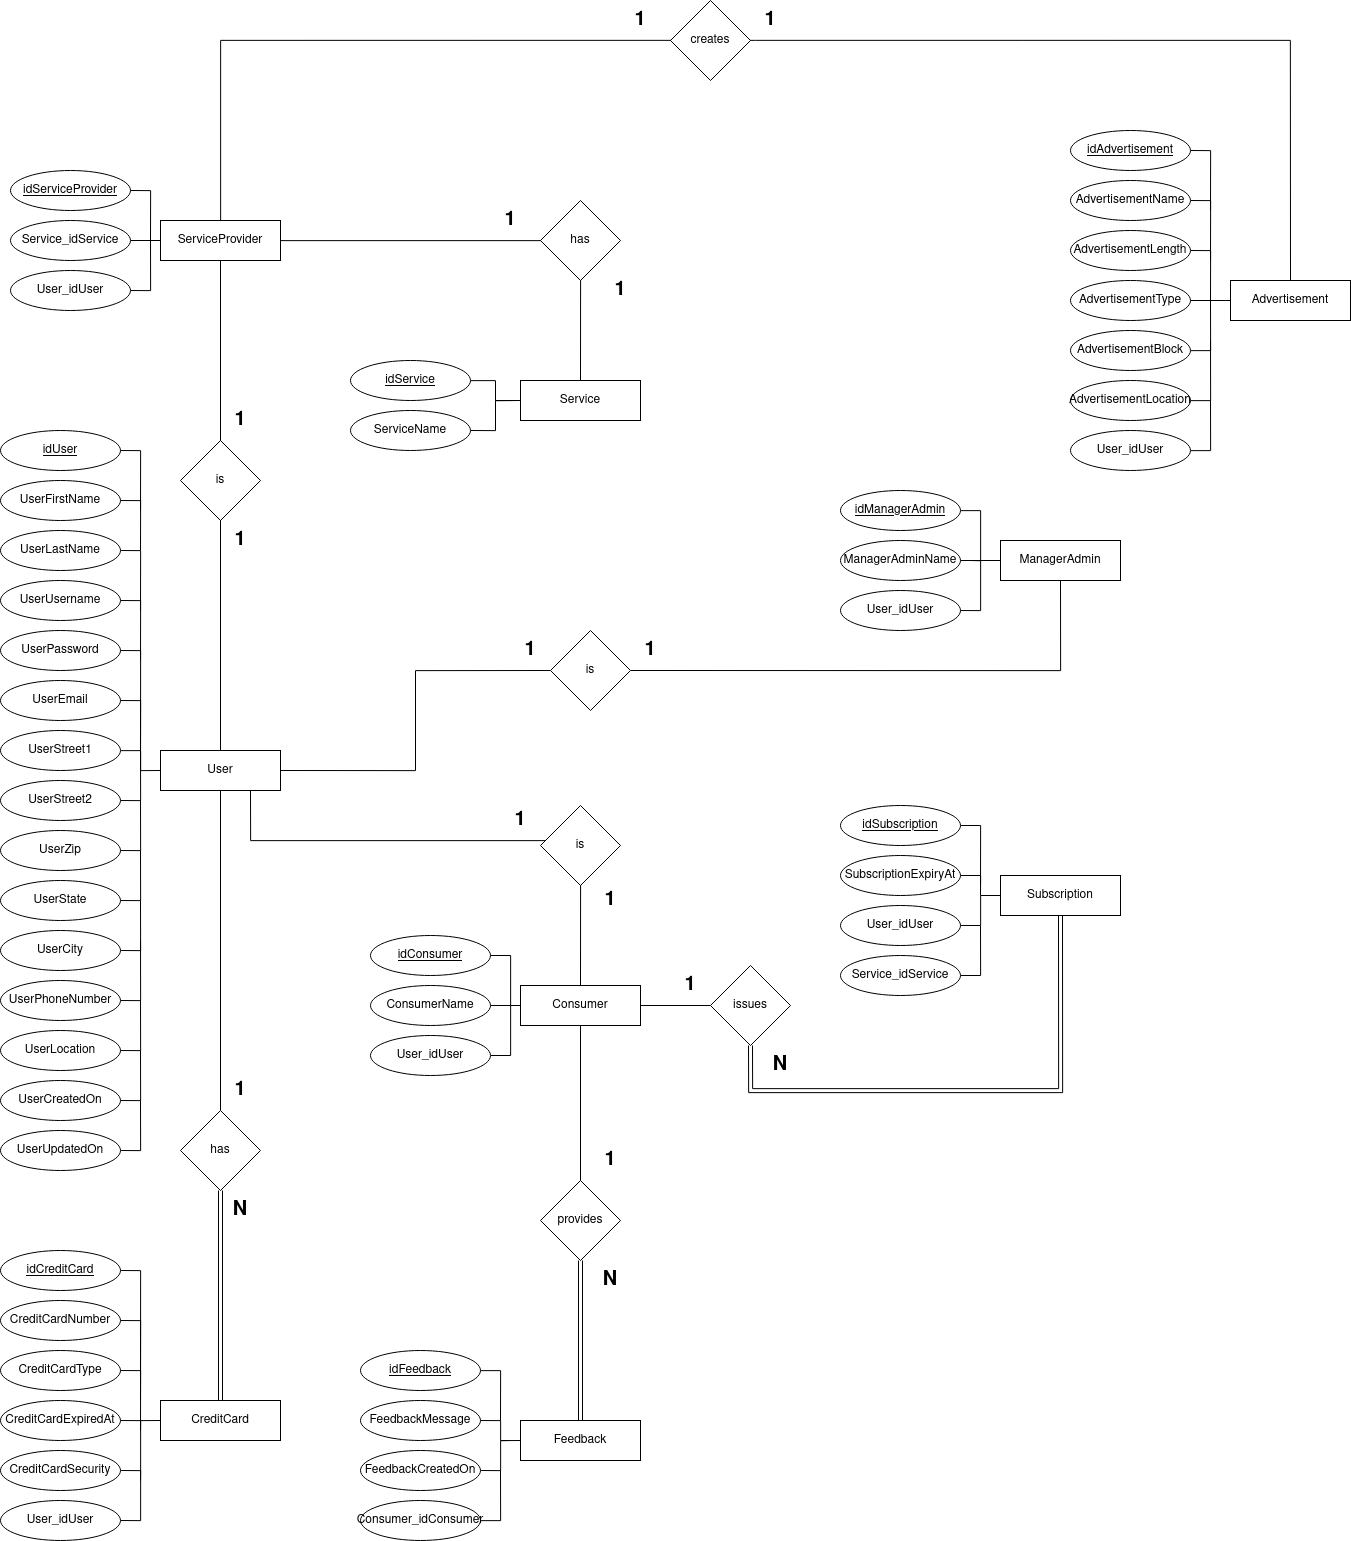 1
creates
1
idServiceProvider
Service_idService
User_idUser
ServiceProvider
1
has
1
idService
ServiceName
Service
idAdvertisement
AdvertisementName
AdvertisementLength
AdvertisementType
AdvertisementBlock
AdvertisementLocation
User_idUser
Advertisement
1
is
1
idUser
UserFirstName
UserLastName
UserUsername
UserPassword
UserEmail
UserStreet1
UserStreet2
UserZip
UserState
UserCity
UserPhoneNumber
UserLocation
UserCreatedOn
UserUpdatedOn
User
idManagerAdmin
ManagerAdminName
User_idUser
ManagerAdmin
1
is
1
1
is
1
idSubscription
SubscriptionExpiryAt
User_idUser
Service_idService
Subscription
idConsumer
ConsumerName
User_idUser
Consumer
1
issues
N
1
has
N
1
provides
N
idCreditCard
CreditCardNumber
CreditCardType
CreditCardExpiredAt
CreditCardSecurity
User_idUser
CreditCard
idFeedback
FeedbackMessage
FeedbackCreatedOn
Consumer_idConsumer
Feedback